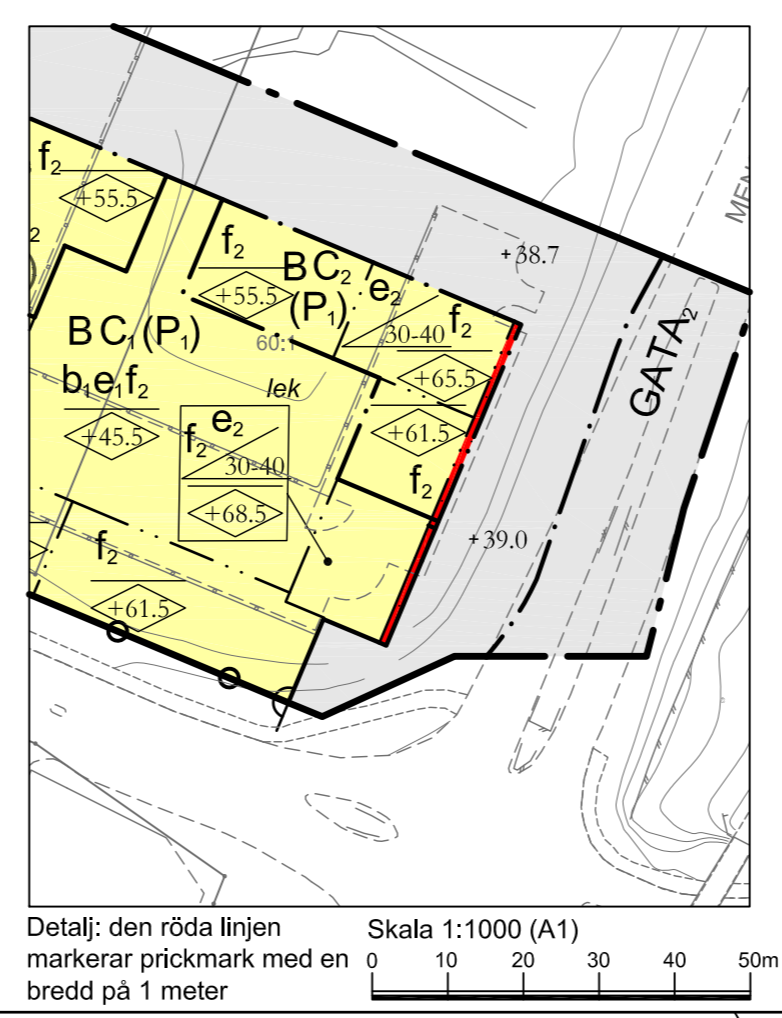 f₂
+55.5
2
f₂
+55.5
BC₂
(P₁)
e₂
30-40
f₂
+65.5
+38.7
GATA₂
BC₁(P₁)
60:1
lek
b₁e₁f₂
+45.5
e₂
f₂
30-40
+68.5
+61.5
f₂
+39.0
f₂
+61.5
Detalj: den röda linjen
markerar prickmark med en
bredd på 1 meter
Skala 1:1000 (A1)
0 10 20 30 40 50m